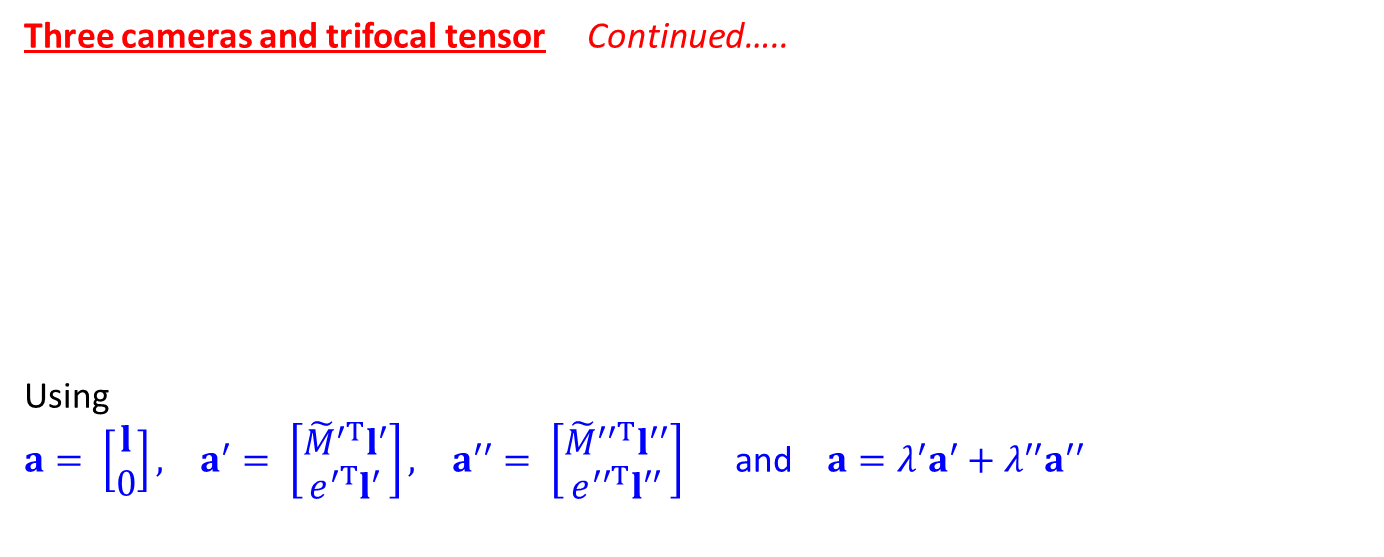 Three cameras and trifocal tensor Continued.....
Using
𝐚 = [𝐥 0], 𝐚′ = [M̃′ᵀ𝐥′ e′ᵀ𝐥′], 𝐚′′ = [M̃′′ᵀ𝐥′′ e′′ᵀ𝐥′′] and 𝐚 = λ′𝐚′ + λ′′𝐚′′